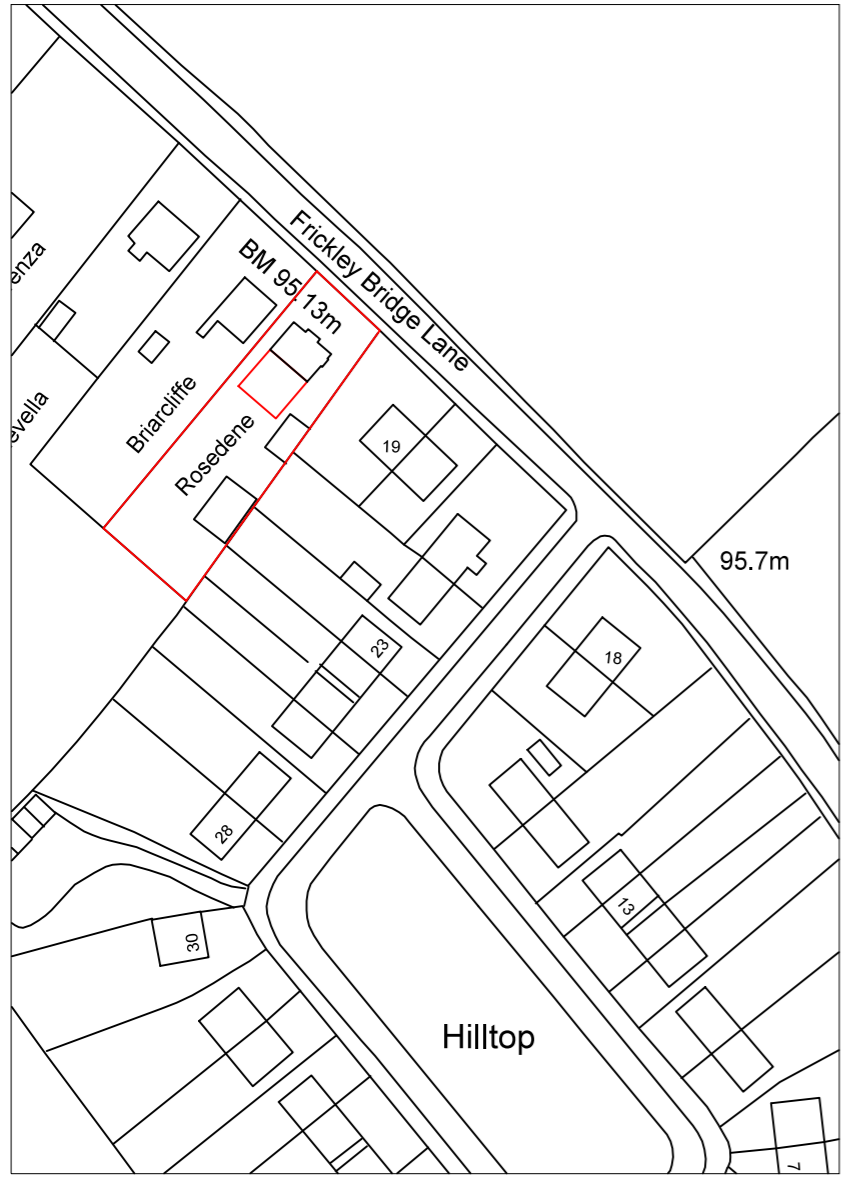 Frickley Bridge Lane
BM 95.13m
enza
Briarcliffe
evella
Rosedene
19
95.7m
23
18
28
13
30
Hilltop
7